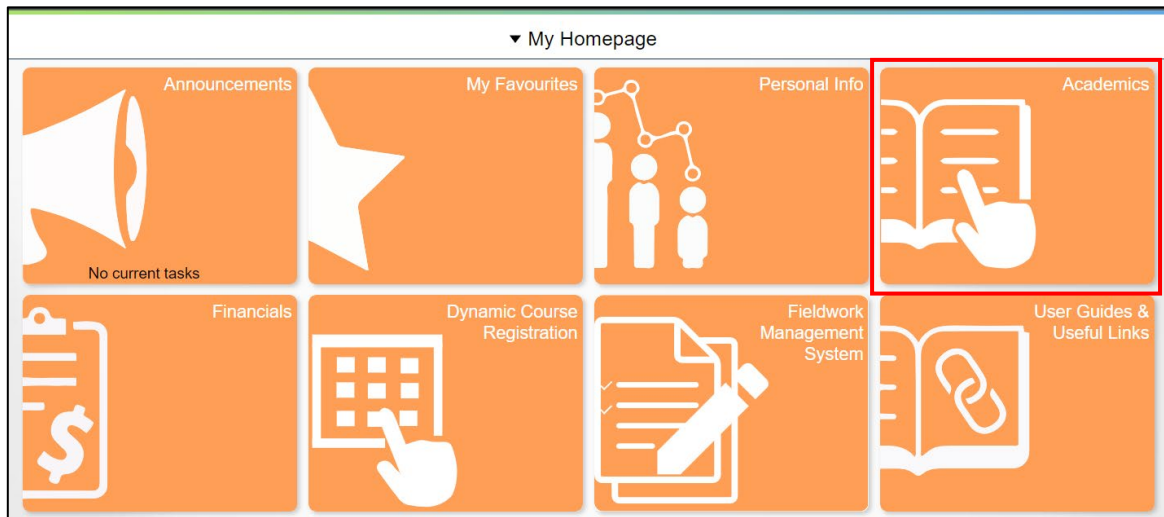 My Homepage
Announcements
No current tasks
My Favourites
Personal Info
Academics
Financials
Dynamic Course
Registration
Fieldwork
Management
System
User Guides &
Useful Links